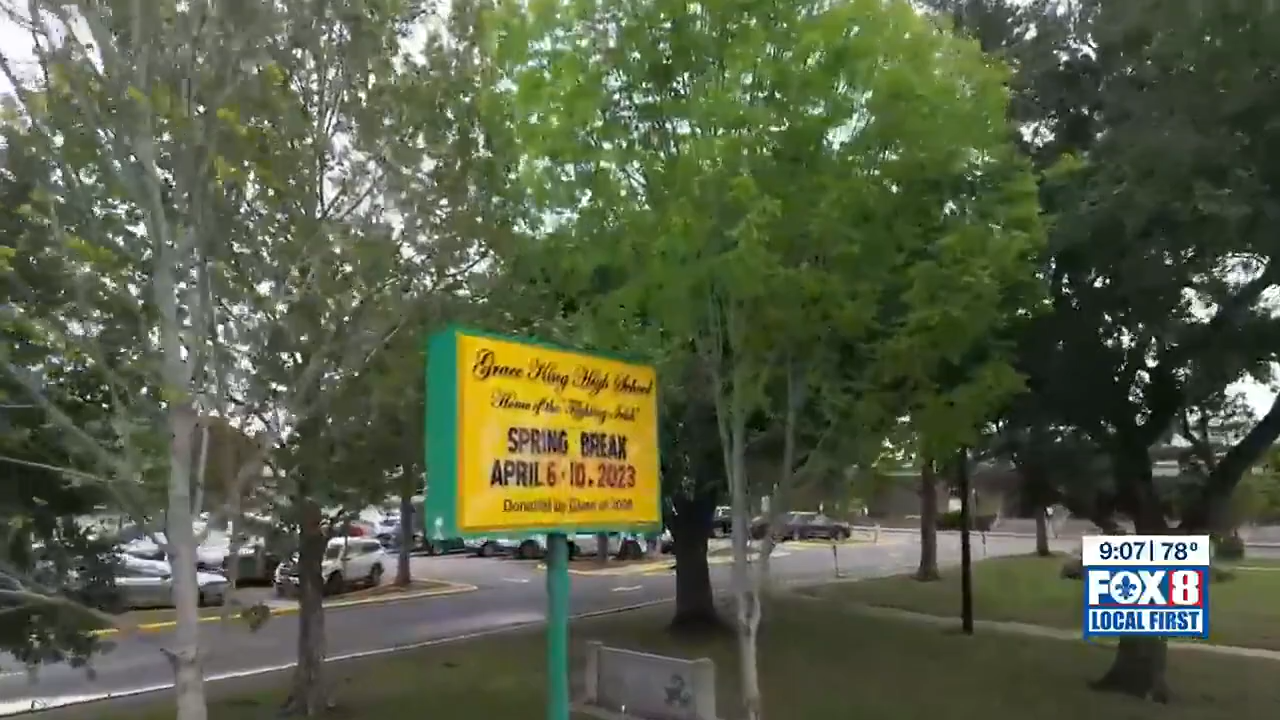 Grace King High School
"Home of the "Fighting Irish"
SPRING BREAK
APRIL 6-10, 2023
Donated by Class of
9:07 | 78°
FOX 8
LOCAL FIRST